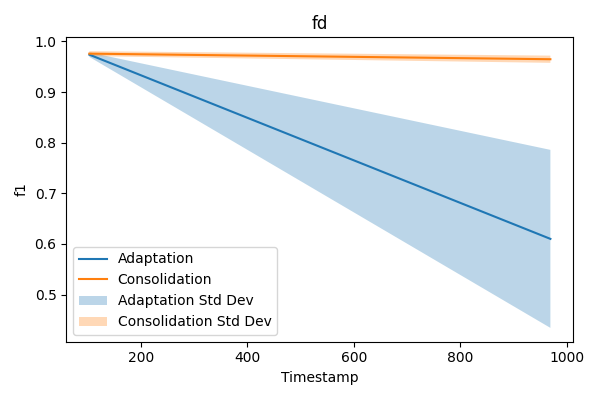 fd
1.0
0.9
0.8
0.7
0.6
0.5
f1
Adaptation
Consolidation
Adaptation Std Dev
Consolidation Std Dev
200
400
600
800
1000
Timestamp